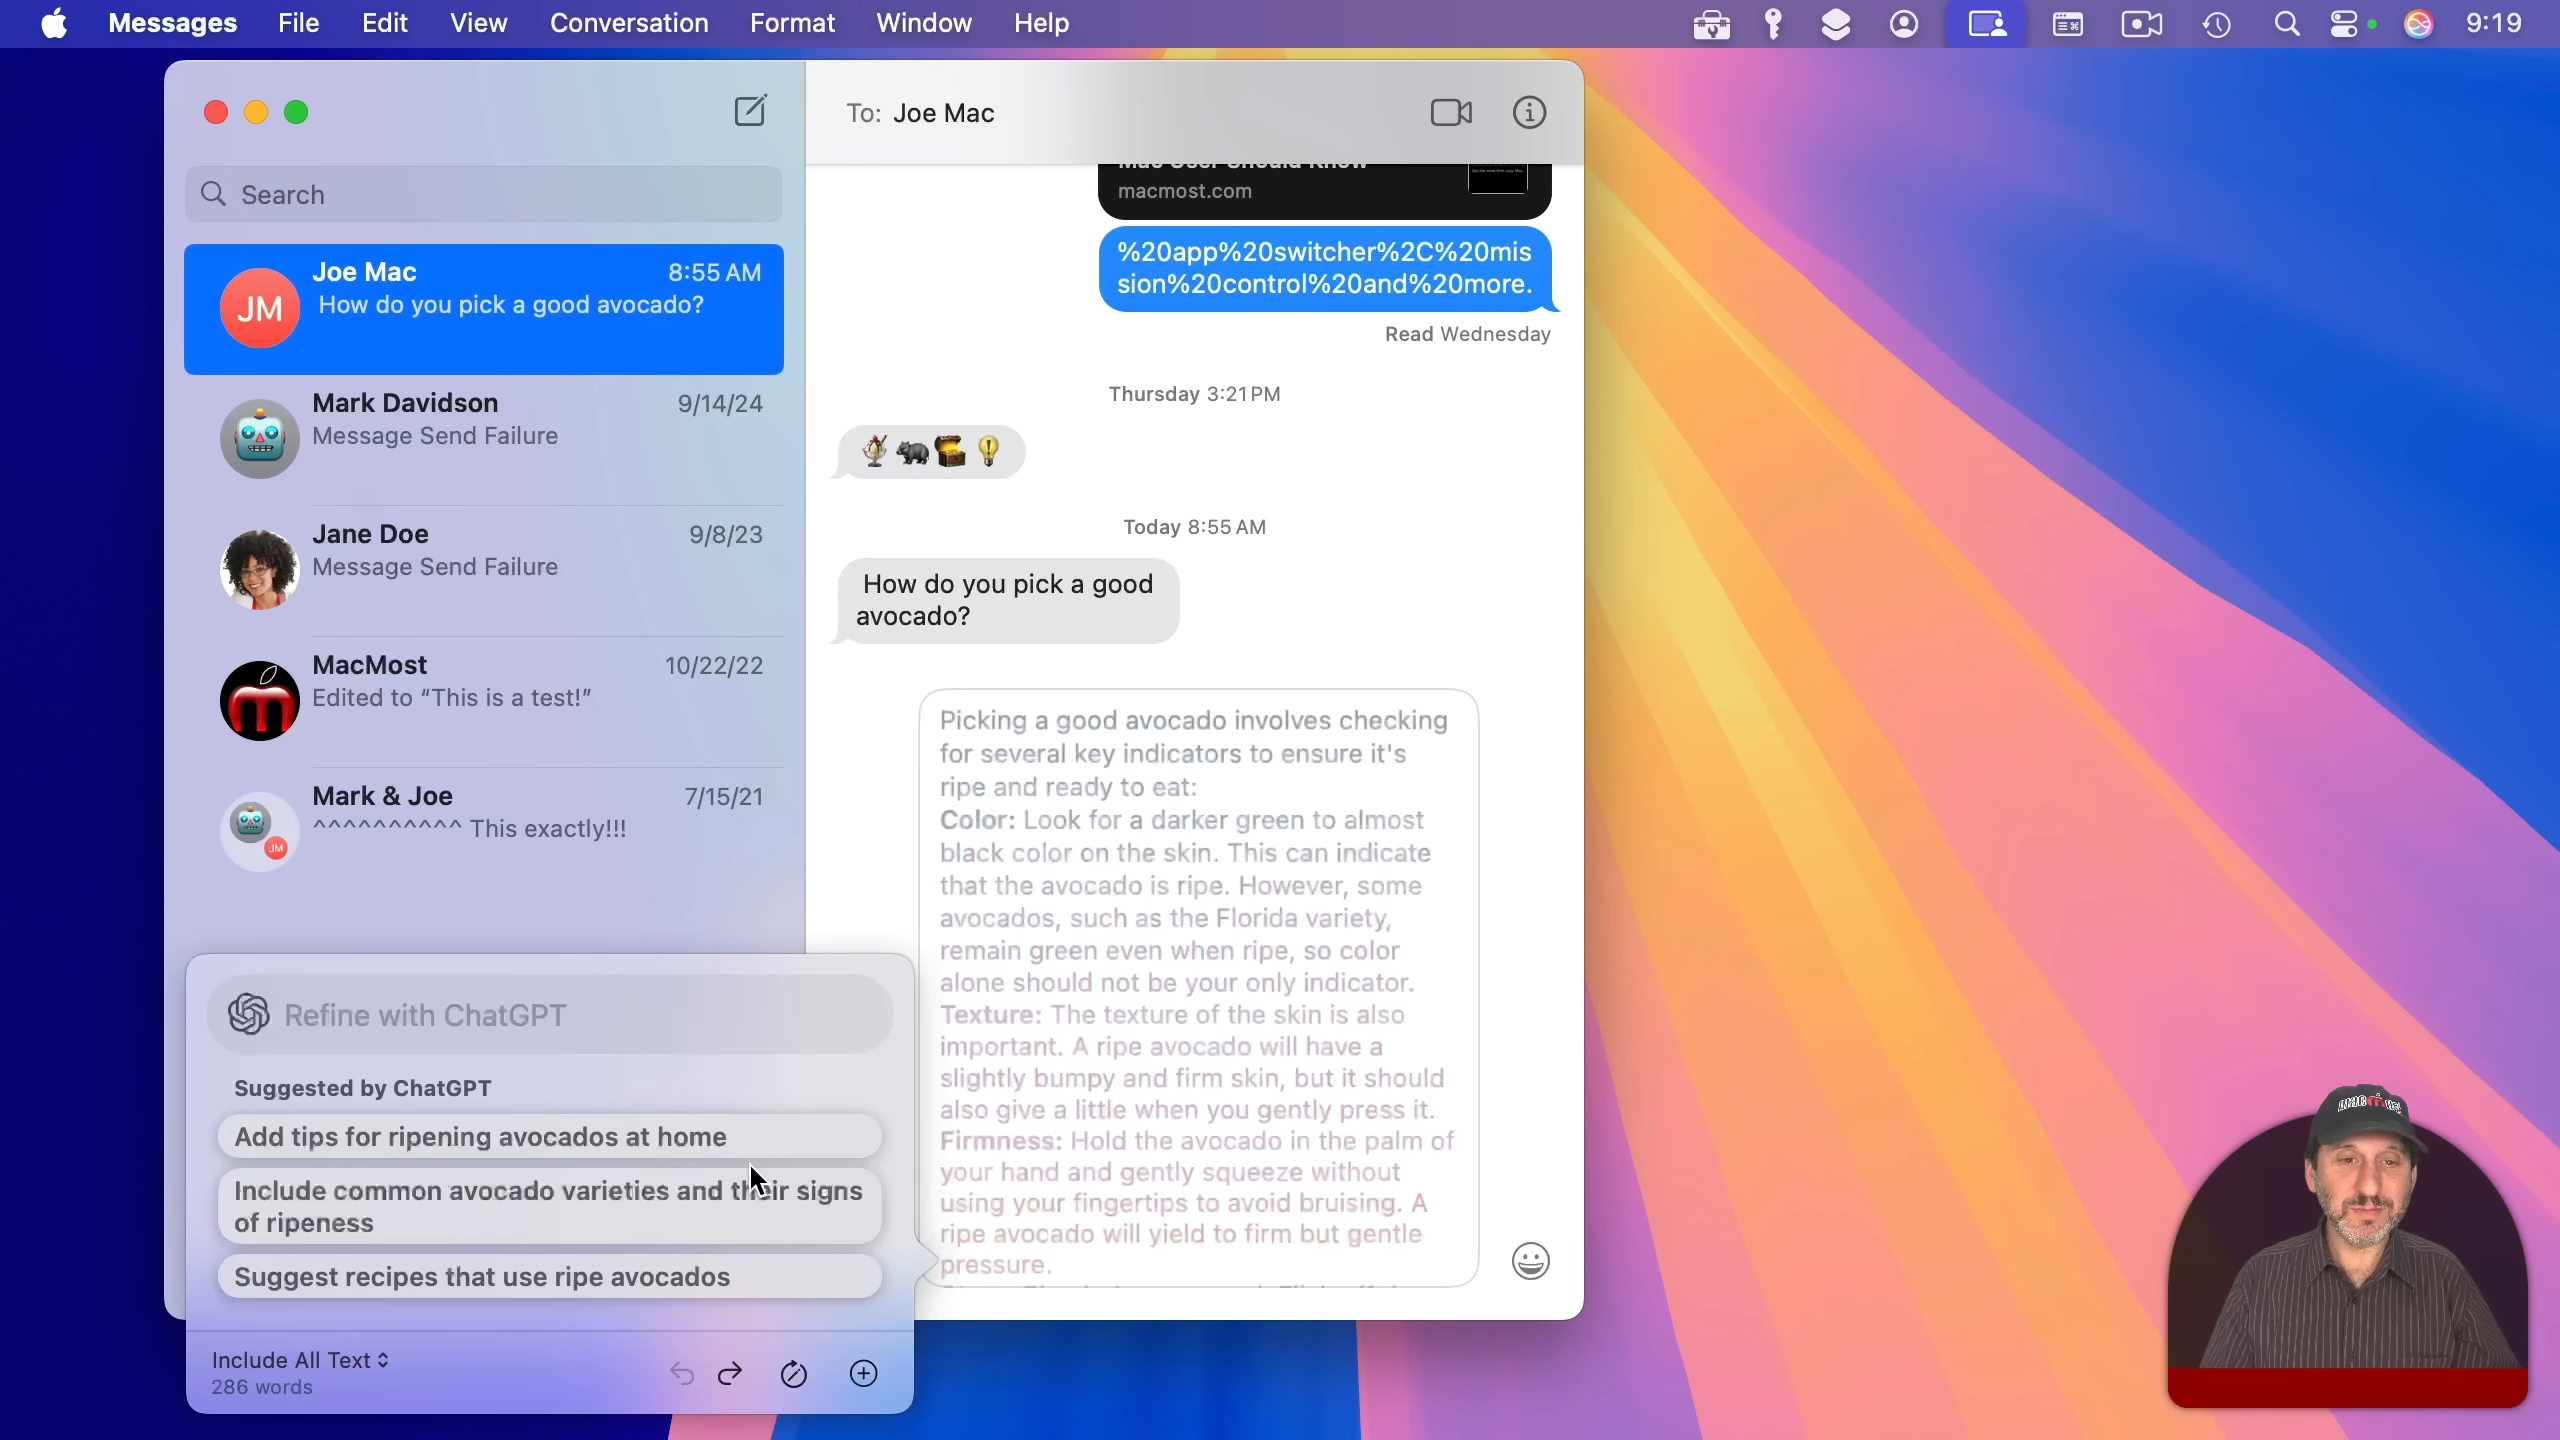 Messages File Edit View Conversation Format Window Help 9:19
To: Joe Mac
Search
Joe Mac 8:55 AM
How do you pick a good avocado?
Mark Davidson 9/14/24
Message Send Failure
Jane Doe 9/8/23
Message Send Failure
MacMost 10/22/22
Edited to “This is a test!”
Mark & Joe 7/15/21
^^^^^^^^^^ This exactly!!!
JM
JM
Mac User Should Know
macmost.com
%20app%20switcher%2C%20mis
sion%20control%20and%20more.
Read Wednesday
Thursday 3:21 PM
Today 8:55 AM
How do you pick a good
avocado?
Picking a good avocado involves checking
for several key indicators to ensure it's
ripe and ready to eat:
Color: Look for a darker green to almost
black color on the skin. This can indicate
that the avocado is ripe. However, some
avocados, such as the Florida variety,
remain green even when ripe, so color
alone should not be your only indicator.
Texture: The texture of the skin is also
important. A ripe avocado will have a
slightly bumpy and firm skin, but it should
also give a little when you gently press it.
Firmness: Hold the avocado in the palm of
your hand and gently squeeze without
using your fingertips to avoid bruising. A
ripe avocado will yield to firm but gentle
pressure.
Refine with ChatGPT
Suggested by ChatGPT
Add tips for ripening avocados at home
Include common avocado varieties and their signs
of ripeness
Suggest recipes that use ripe avocados
Include All Text
286 words